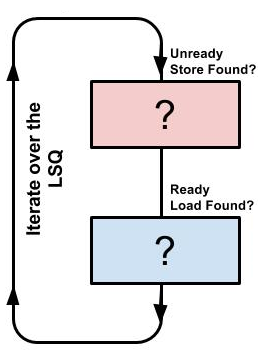 Unready
Store Found?
?
Iterate over the
LSQ
Ready
Load Found?
?